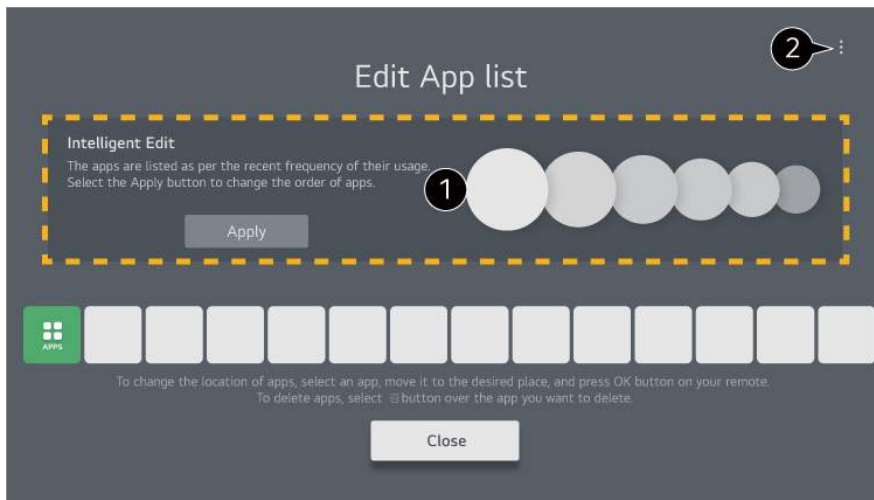 2
Edit App list
Intelligent Edit
The apps are listed as per the recent frequency of their usage.
Select the Apply button to change the order of apps.
1
Apply
APPS
To change the location of apps, select an app, move it to the desired place, and press OK button on your remote.
To delete apps, select button over the app you want to delete.
Close